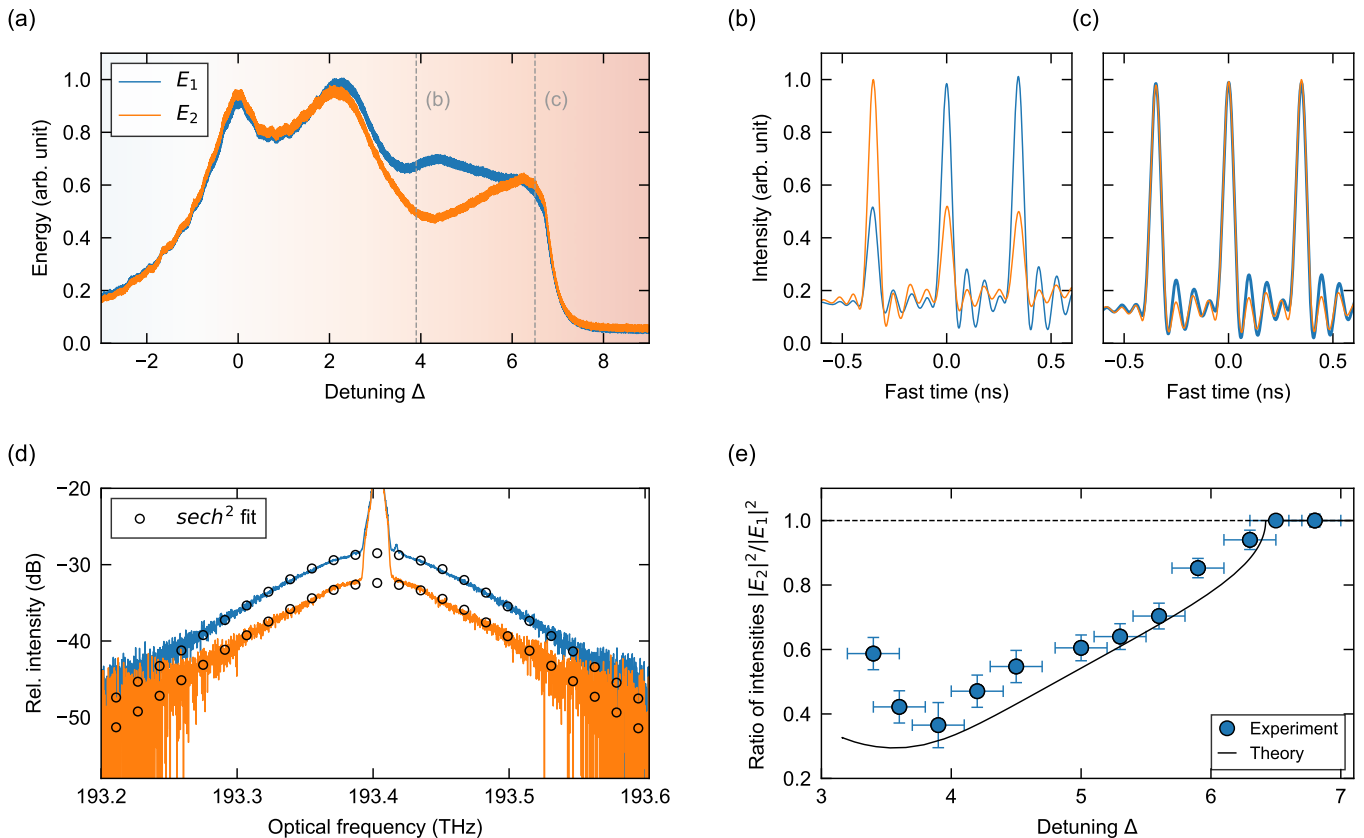 (a)
E₁
E₂
(b)
(c)
Energy (arb. unit)
1.0
0.8
0.6
0.4
0.2
0.0
−2 0 2 4 6 8
Detuning Δ
(b)
Intensity (arb. unit)
1.0
0.8
0.6
0.4
0.2
0.0
−0.5 0.0 0.5
Fast time (ns)
(c)
−0.5 0.0 0.5
Fast time (ns)
(d)
sech² fit
Rel. intensity (dB)
−20
−30
−40
−50
193.2 193.3 193.4 193.5 193.6
Optical frequency (THz)
(e)
Ratio of intensities |E₂|²/|E₁|²
1.0
0.8
0.6
0.4
0.2
Experiment
Theory
3 4 5 6 7
Detuning Δ